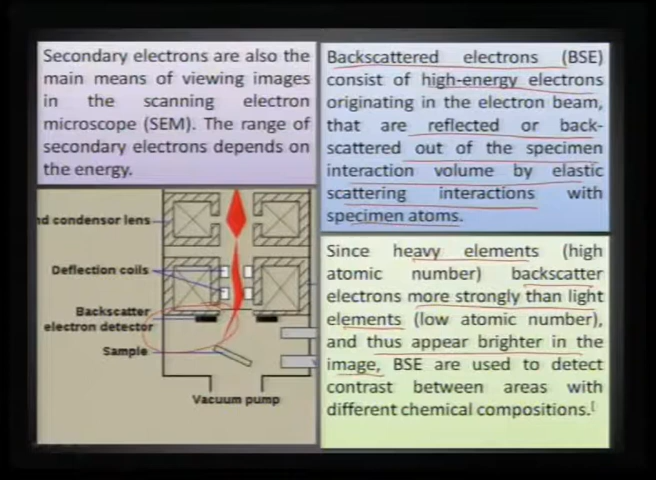 Secondary electrons are also the
main means of viewing images
in the scanning electron
microscope (SEM). The range of
secondary electrons depends on
the energy.
Backscattered electrons (BSE)
consist of high-energy electrons
originating in the electron beam,
that are reflected or back-
scattered out of the specimen
interaction volume by elastic
scattering interactions with
specimen atoms.
nd condensor lens
Deflection coils
Backscatter
electron detector
Sample
Vacuum pump
Since heavy elements (high
atomic number) backscatter
electrons more strongly than light
elements (low atomic number),
and thus appear brighter in the
image, BSE are used to detect
contrast between areas with
different chemical compositions.[